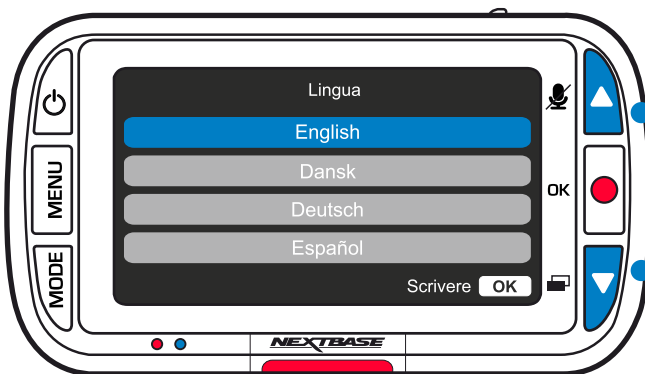 Lingua
English
Dansk
Deutsch
Español
Scrivere OK
MENU
MODE
OK
NEXTBASE